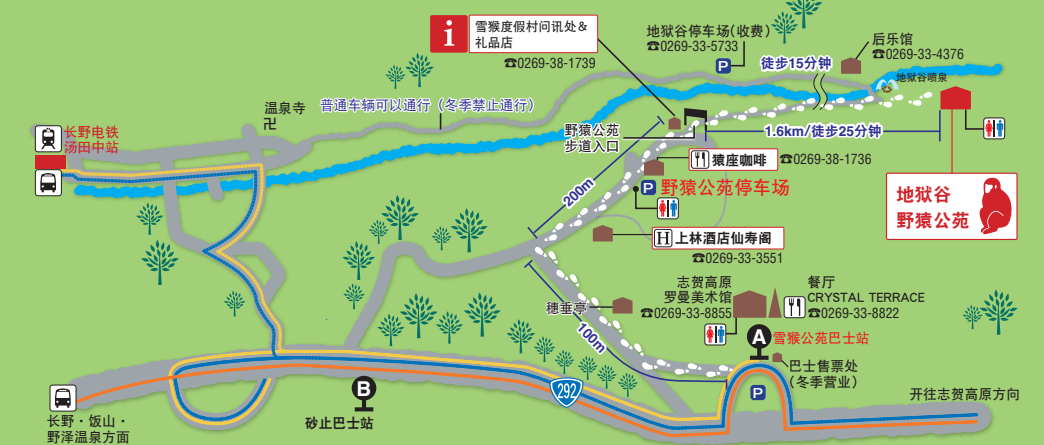 i
雪猴度假村问讯处＆
礼品店
☎0269-38-1739
地狱谷停车场（收费）
☎0269-33-5733
P
后乐馆
☎0269-33-4376
徒步15分钟
地狱谷喷泉
长野电铁
汤田中站
温泉寺
卍
普通车辆可以通行（冬季禁止通行）
野猿公苑
步道入口
1.6km/徒步25分钟
猿座咖啡
☎0269-38-1736
P
野猿公苑停车场
200m
地狱谷
野猿公苑
H
上林酒店仙寿阁
☎0269-33-3551
志贺高原
罗曼美术馆
☎0269-33-8855
餐厅
CRYSTAL TERRACE
☎0269-33-8822
穗垂亭
100m
A
雪猴公苑巴士站
巴士售票处
（冬季营业）
P
292
B
砂止巴士站
开往志贺高原方向
长野·饭山·
野泽温泉方面